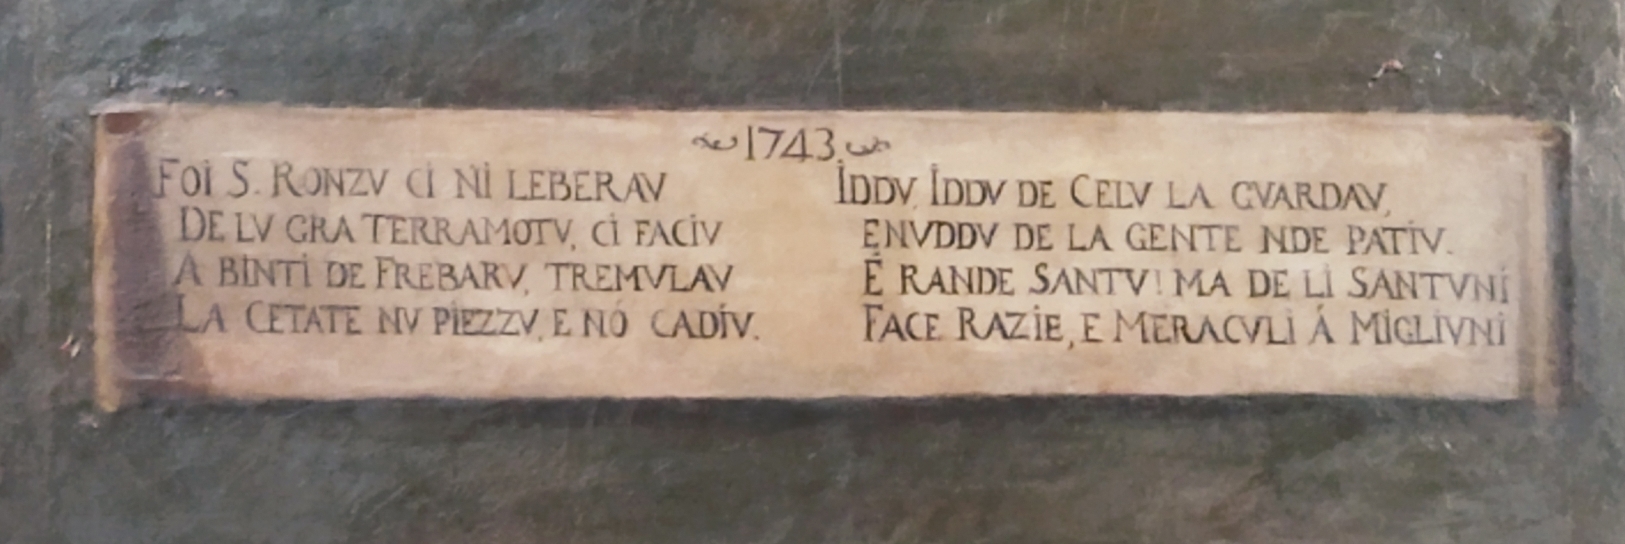 1743
FOI S. RONZV CI NI LEBERAV
DE LV GRA TERRAMOTV, CI FACIV
A BINTI DE FREBARV, TREMVLAV
LA CETATE NV PIEZZV, E NÓ CADIV.
IDDV, IDDV DE CELV LA GVARDAV,
ENVDDV DE LA GENTE NDE PATIV.
É RANDE SANTV! MA DE LI SANTVNI
FACE RAZIE, E MERACVLI Á MIGLIVNI